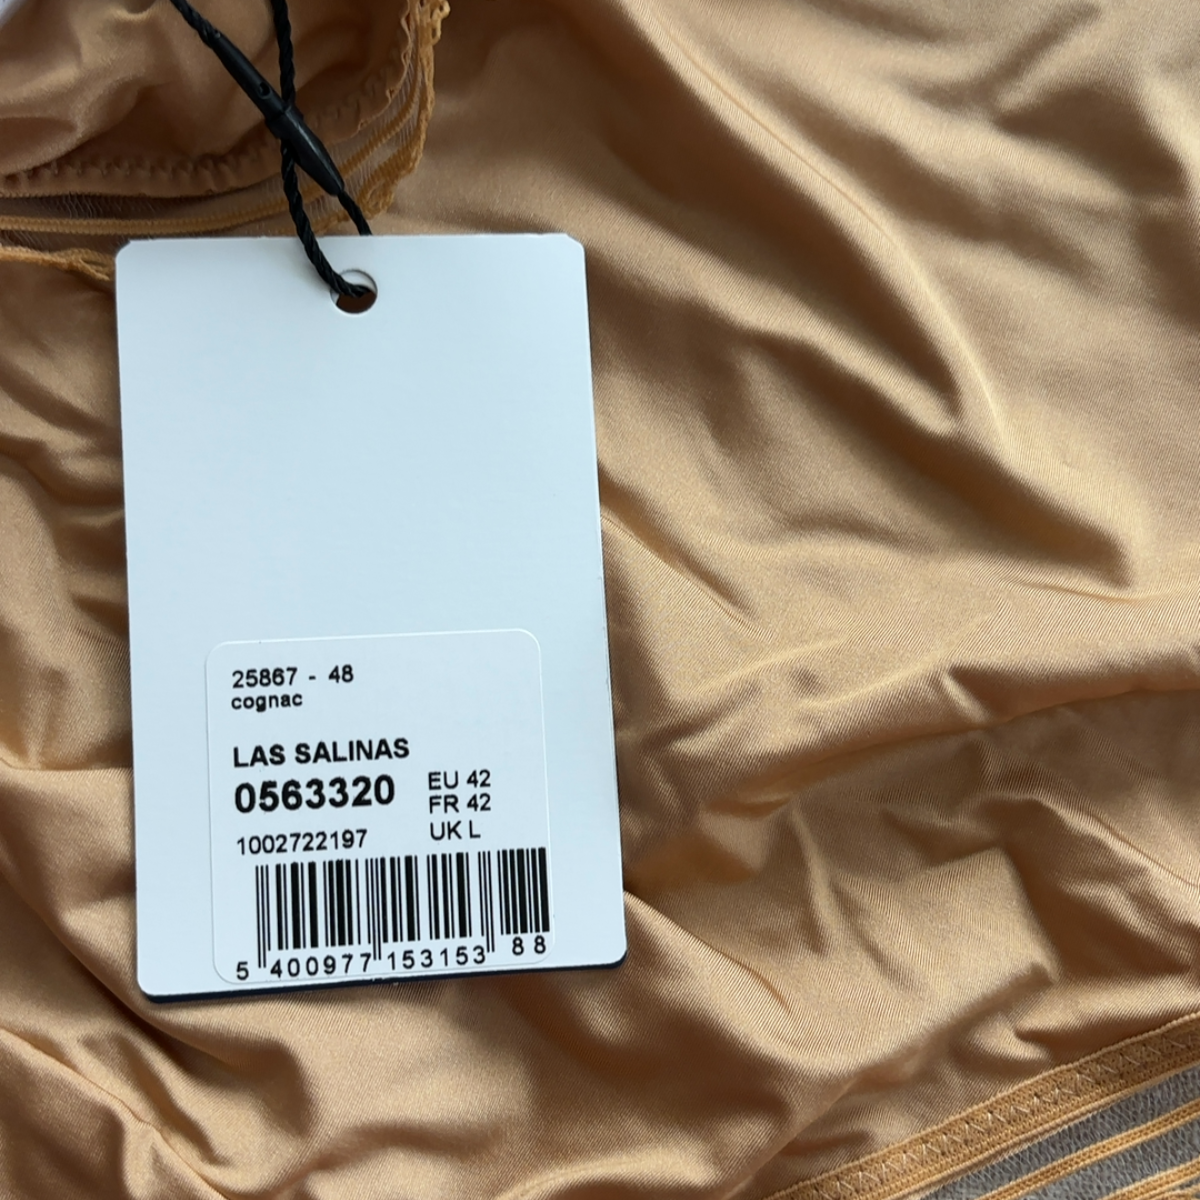 25867 - 48
cognac
LAS SALINAS
0563320
EU 42
FR 42
UK L
1002722197
5 400977 153153 88